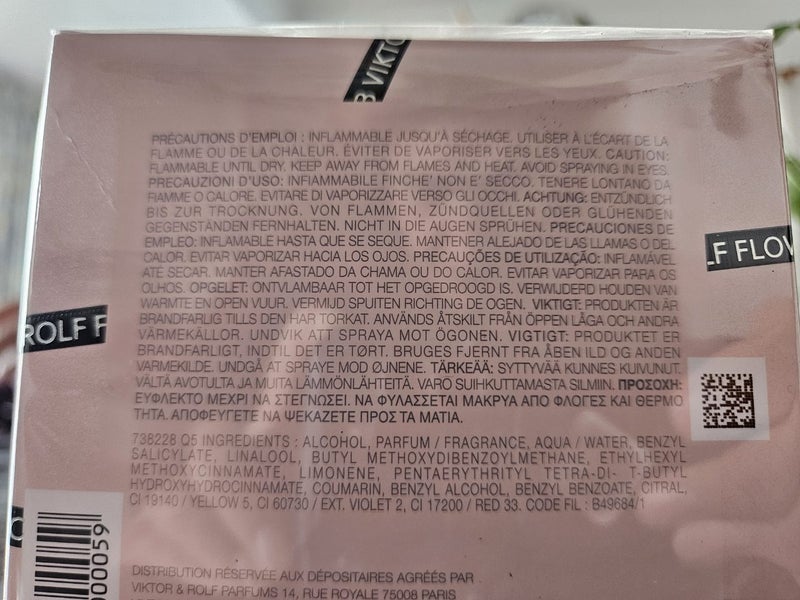 B VIKTO
PRÉCAUTIONS D'EMPLOI : INFLAMMABLE JUSQU'À SÉCHAGE. UTILISER À L'ÉCART DE LA
FLAMME OU DE LA CHALEUR. ÉVITER DE VAPORISER VERS LES YEUX. CAUTION:
FLAMMABLE UNTIL DRY. KEEP AWAY FROM FLAMES AND HEAT. AVOID SPRAYING IN EYES.
PRECAUZIONI D'USO: INFIAMMABILE FINCHE' NON E' SECCO. TENERE LONTANO DA
FIAMME O CALORE. EVITARE DI VAPORIZZARE VERSO GLI OCCHI. ACHTUNG: ENTZÜNDLICH
BIS ZUR TROCKNUNG. VON FLAMMEN, ZÜNDQUELLEN ODER GLÜHENDEN
GEGENSTÄNDEN FERNHALTEN. NICHT IN DIE AUGEN SPRÜHEN. PRECAUCIONES DE
EMPLEO: INFLAMABLE HASTA QUE SE SEQUE. MANTENER ALEJADO DE LAS LLAMAS O DEL
CALOR. EVITAR VAPORIZAR HACIA LOS OJOS. PRECAUÇÕES DE UTILIZAÇÃO: INFLAMÁVEL
ATÉ SECAR. MANTER AFASTADO DA CHAMA OU DO CALOR. EVITAR VAPORIZAR PARA OS
OLHOS. OPGELET: ONTVLAMBAAR TOT HET OPGEDROOGD IS. VERWIJDERD HOUDEN VAN
WARMTE EN OPEN VUUR. VERMIJD SPUITEN RICHTING DE OGEN. VIKTIGT: PRODUKTEN ÄR
BRANDFARLIG TILLS DEN HAR TORKAT. ANVÄNDS ÅTSKILT FRÅN ÖPPEN LÅGA OCH ANDRA
VÄRMEKÄLLOR. UNDVIK ATT SPRAYA MOT ÖGONEN. VIGTIGT: PRODUKTET ER
BRANDFARLIGT, INDTIL DET ER TØRT. BRUGES FJERNT FRA ÅBEN ILD OG ANDEN
VARMEKILDE. UNDGÅ AT SPRAYE MOD ØJNENE. TÄRKEÄÄ: SYTTYVÄÄ KUNNES KUIVUNUT.
VÄLTÄ AVOTULTA JA MUITA LÄMMÖNLÄHTEITÄ. VARO SUIHKUTTAMASTA SILMIIN. ΠΡΟΣΟΧΗ:
ΕΥΦΛΕΚΤΟ ΜΕΧΡΙ ΝΑ ΣΤΕΓΝΩΣΕΙ. ΝΑ ΦΥΛΑΣΣΕΤΑΙ ΜΑΚΡΥΑ ΑΠΟ ΦΛΟΓΕΣ ΚΑΙ ΘΕΡΜΟ
ΤΗΤΑ. ΑΠΟΦΕΥΓΕΤΕ ΝΑ ΨΕΚΑΖΕΤΕ ΠΡΟΣ ΤΑ ΜΑΤΙΑ.
738228 Q5 INGREDIENTS : ALCOHOL, PARFUM / FRAGRANCE, AQUA / WATER, BENZYL
SALICYLATE, LINALOOL, BUTYL METHOXYDIBENZOYLMETHANE, ETHYLHEXYL
METHOXYCINNAMATE, LIMONENE, PENTAERYTHRITYL TETRA-DI- T-BUTYL
HYDROXYHYDROCINNAMATE, COUMARIN, BENZYL ALCOHOL, BENZYL BENZOATE, CITRAL,
CI 19140 / YELLOW 5, CI 60730 / EXT. VIOLET 2, CI 17200 / RED 33. CODE FIL : B49684/1
F FLOW
ROLF F
00059
DISTRIBUTION RÉSERVÉE AUX DÉPOSITAIRES AGRÉÉS PAR
VIKTOR & ROLF PARFUMS 14, RUE ROYALE 75008 PARIS